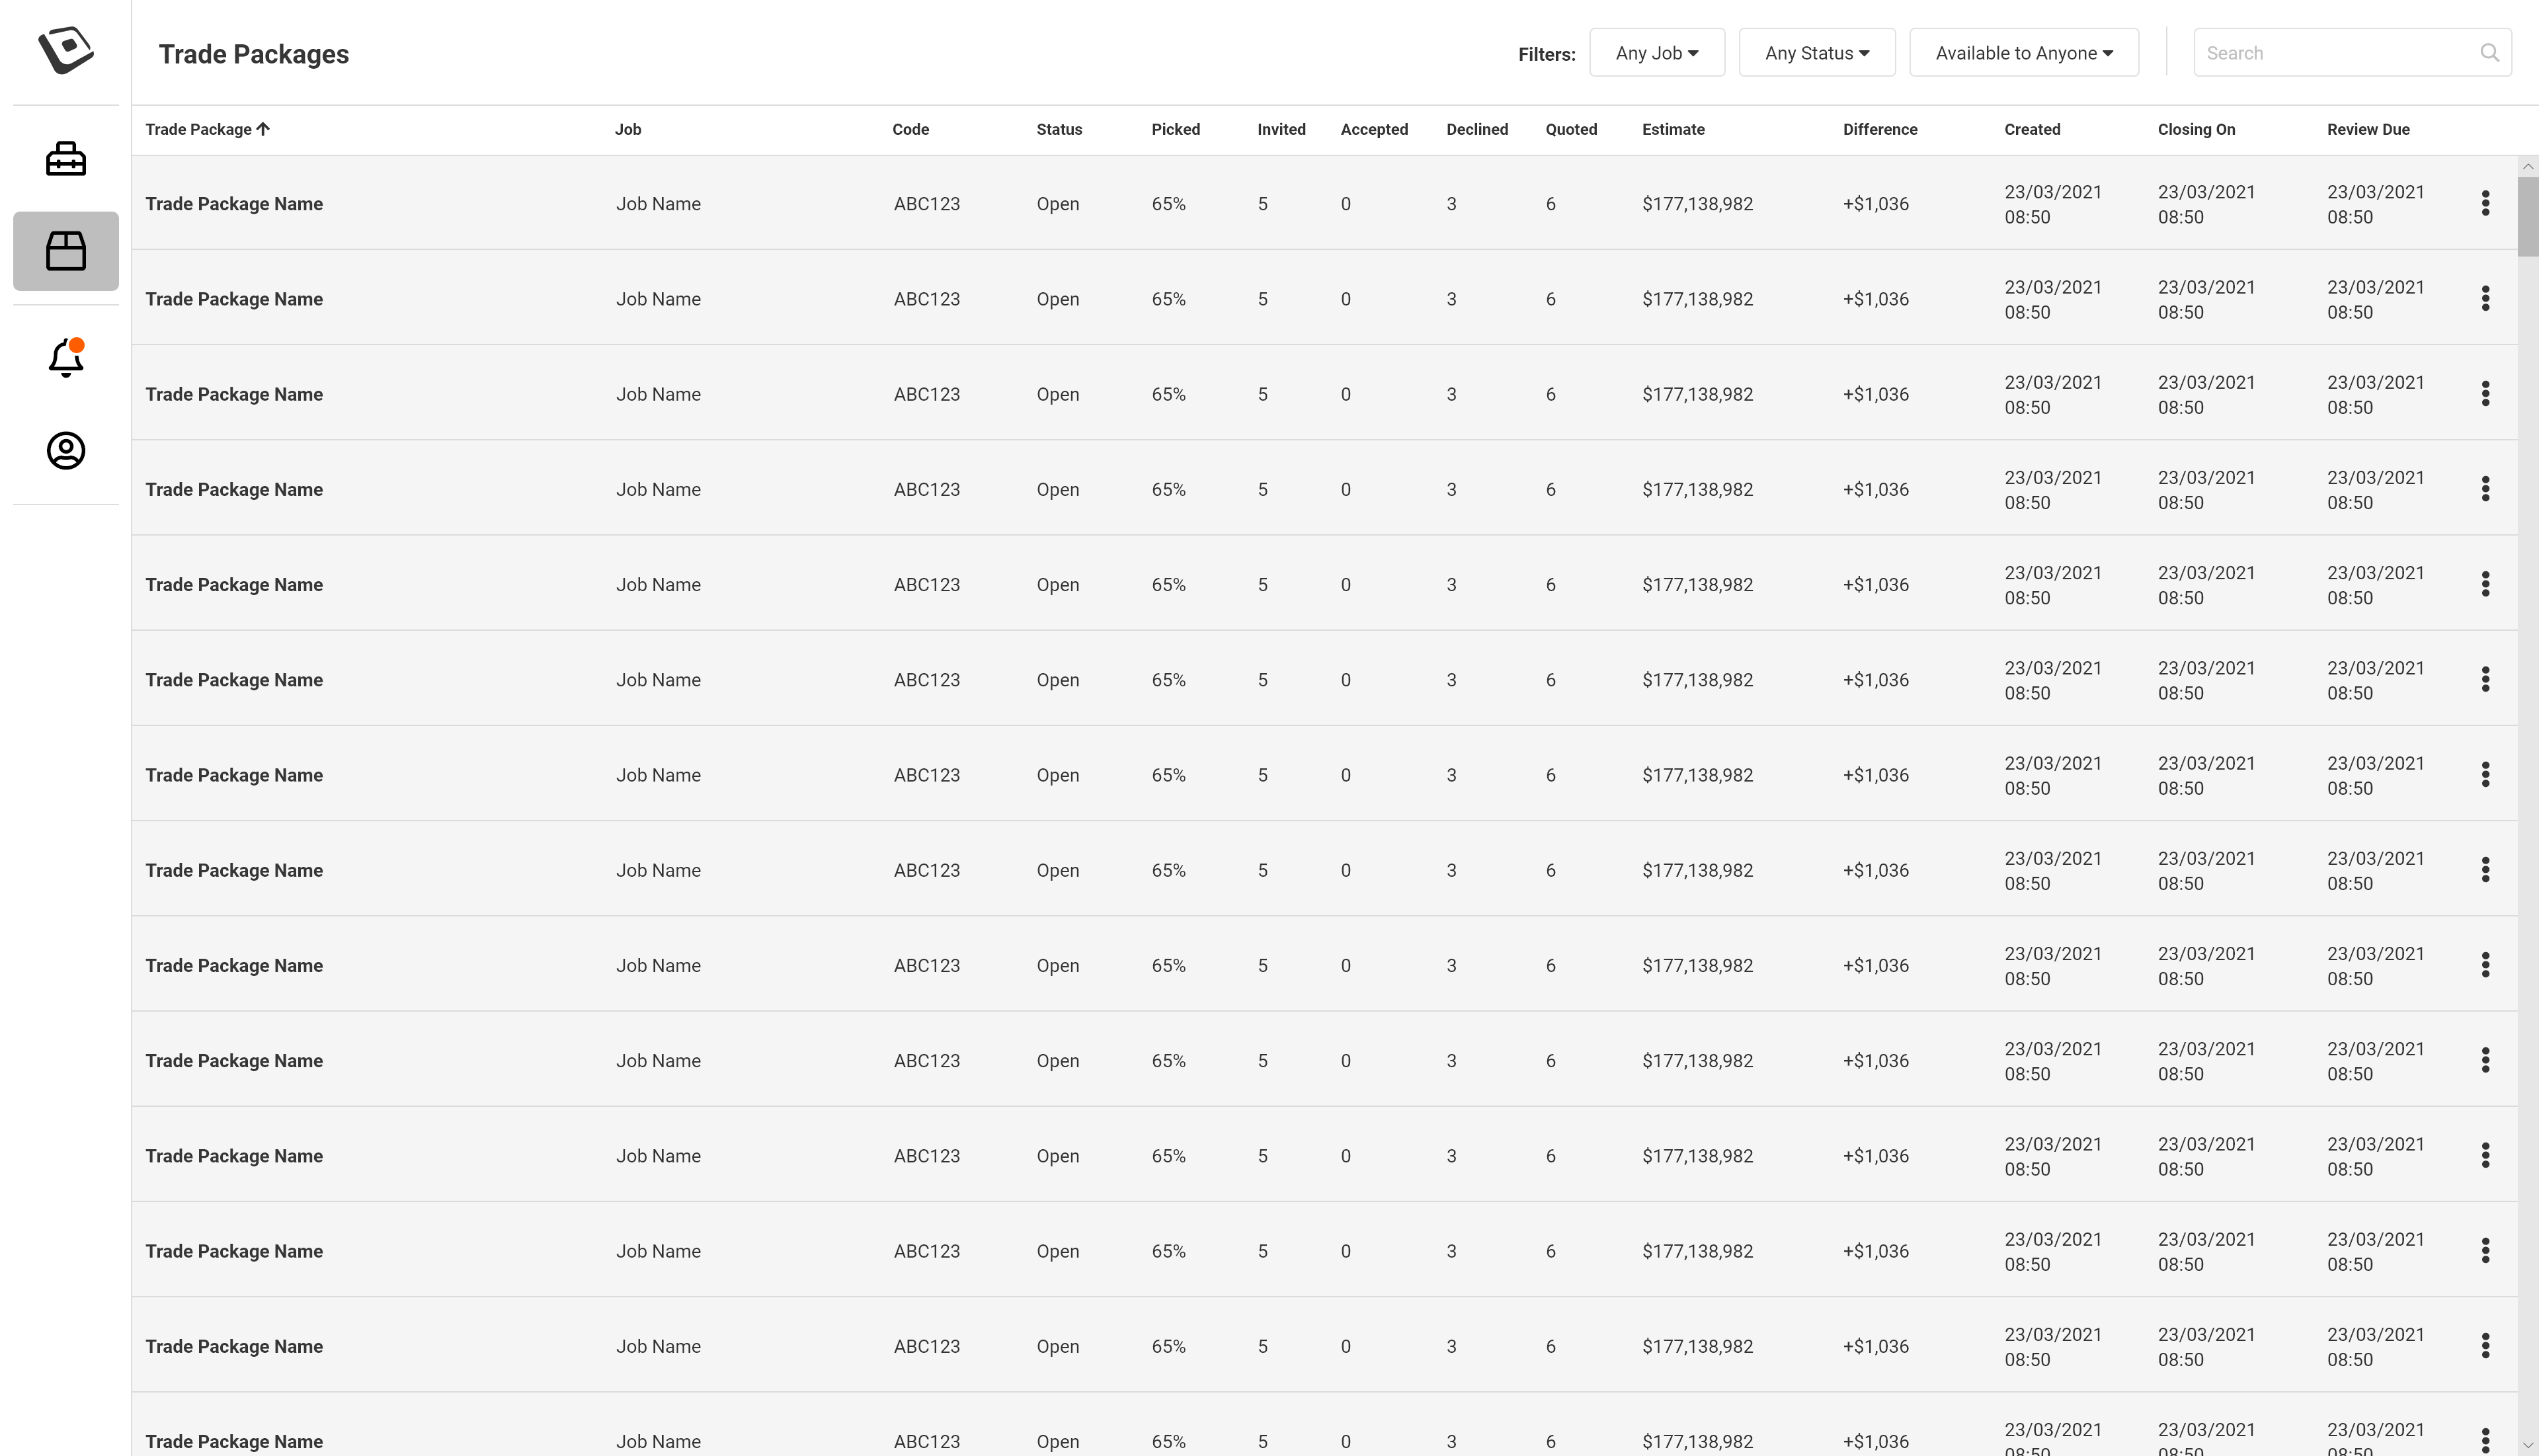 Trade Packages
Filters: Any Job Any Status Available to Anyone Search
Trade Package Job Code Status Picked Invited Accepted Declined Quoted Estimate Difference Created Closing On Review Due
Trade Package Name Job Name ABC123 Open 65% 5 0 3 6 $177,138,982 +$1,036 23/03/2021 23/03/2021 23/03/2021
08:50 08:50 08:50
Trade Package Name Job Name ABC123 Open 65% 5 0 3 6 $177,138,982 +$1,036 23/03/2021 23/03/2021 23/03/2021
08:50 08:50 08:50
Trade Package Name Job Name ABC123 Open 65% 5 0 3 6 $177,138,982 +$1,036 23/03/2021 23/03/2021 23/03/2021
08:50 08:50 08:50
Trade Package Name Job Name ABC123 Open 65% 5 0 3 6 $177,138,982 +$1,036 23/03/2021 23/03/2021 23/03/2021
08:50 08:50 08:50
Trade Package Name Job Name ABC123 Open 65% 5 0 3 6 $177,138,982 +$1,036 23/03/2021 23/03/2021 23/03/2021
08:50 08:50 08:50
Trade Package Name Job Name ABC123 Open 65% 5 0 3 6 $177,138,982 +$1,036 23/03/2021 23/03/2021 23/03/2021
08:50 08:50 08:50
Trade Package Name Job Name ABC123 Open 65% 5 0 3 6 $177,138,982 +$1,036 23/03/2021 23/03/2021 23/03/2021
08:50 08:50 08:50
Trade Package Name Job Name ABC123 Open 65% 5 0 3 6 $177,138,982 +$1,036 23/03/2021 23/03/2021 23/03/2021
08:50 08:50 08:50
Trade Package Name Job Name ABC123 Open 65% 5 0 3 6 $177,138,982 +$1,036 23/03/2021 23/03/2021 23/03/2021
08:50 08:50 08:50
Trade Package Name Job Name ABC123 Open 65% 5 0 3 6 $177,138,982 +$1,036 23/03/2021 23/03/2021 23/03/2021
08:50 08:50 08:50
Trade Package Name Job Name ABC123 Open 65% 5 0 3 6 $177,138,982 +$1,036 23/03/2021 23/03/2021 23/03/2021
08:50 08:50 08:50
Trade Package Name Job Name ABC123 Open 65% 5 0 3 6 $177,138,982 +$1,036 23/03/2021 23/03/2021 23/03/2021
08:50 08:50 08:50
Trade Package Name Job Name ABC123 Open 65% 5 0 3 6 $177,138,982 +$1,036 23/03/2021 23/03/2021 23/03/2021
08:50 08:50 08:50
Trade Package Name Job Name ABC123 Open 65% 5 0 3 6 $177,138,982 +$1,036 23/03/2021 23/03/2021 23/03/2021